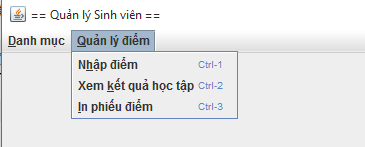 == Quản lý Sinh viên ==
Danh mục Quản lý điểm
Nhập điểm Ctrl-1
Xem kết quả học tập Ctrl-2
In phiếu điểm Ctrl-3